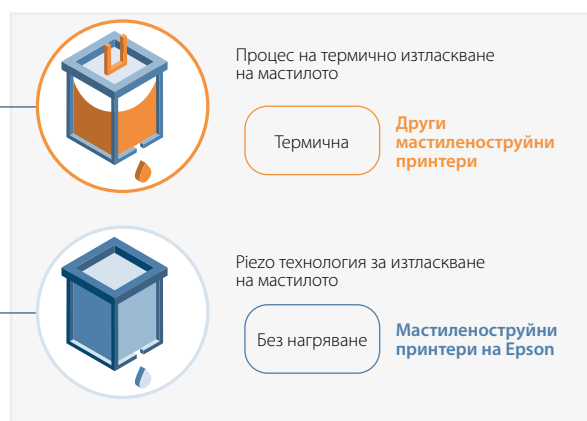 Процес на термично изтласкване
на мастилото
Термична
Други
мастиленоструйни
принтери
Piezo технология за изтласкване
на мастилото
Без нагряване
Мастиленоструйни
принтери на Epson